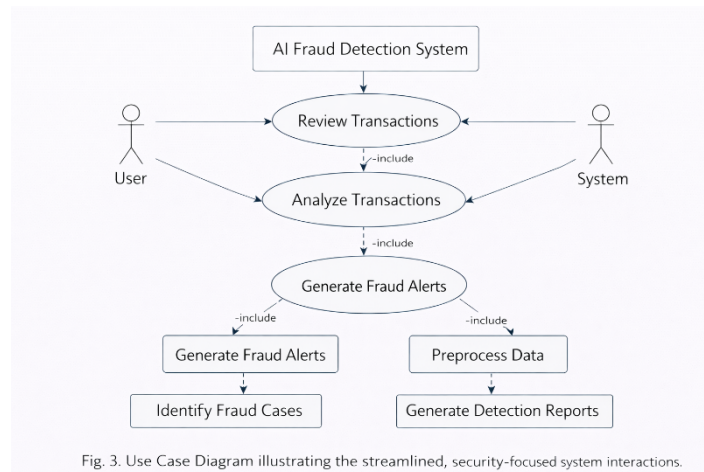 AI Fraud Detection System
Review Transactions
User
System
-include
Analyze Transactions
-include
Generate Fraud Alerts
-include
-include
Generate Fraud Alerts
Preprocess Data
Identify Fraud Cases
Generate Detection Reports
Fig. 3. Use Case Diagram illustrating the streamlined, security-focused system interactions.